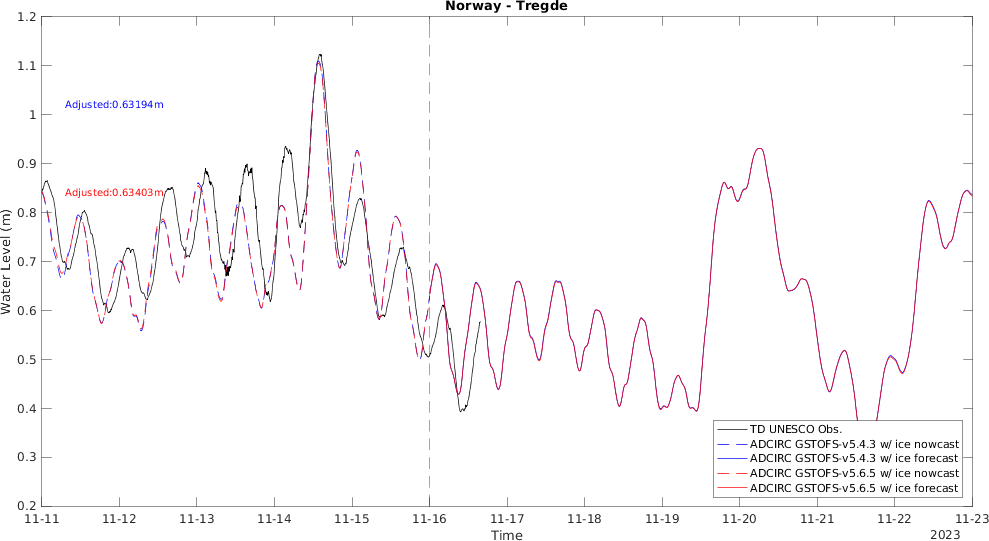 Norway - Tregde
1.2
1.1
1
0.9
0.8
0.7
0.6
0.5
0.4
0.3
0.2
Water Level (m)
Adjusted:0.63194m
Adjusted:0.63403m
TD UNESCO Obs.
ADCIRC GSTOFS-v5.4.3 w/ ice nowcast
ADCIRC GSTOFS-v5.4.3 w/ ice forecast
ADCIRC GSTOFS-v5.6.5 w/ ice nowcast
ADCIRC GSTOFS-v5.6.5 w/ ice forecast
11-11 11-12 11-13 11-14 11-15 11-16 11-17 11-18 11-19 11-20 11-21 11-22 11-23
Time
2023